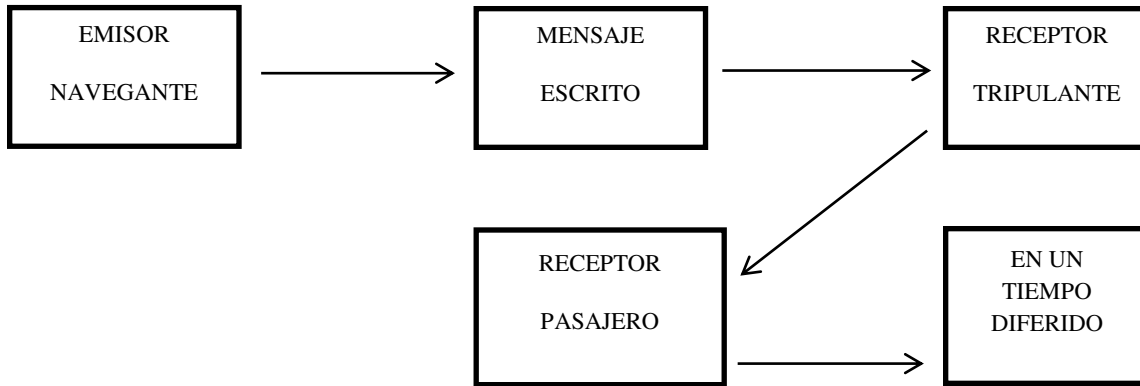 EMISOR
NAVEGANTE
MENSAJE
ESCRITO
RECEPTOR
TRIPULANTE
RECEPTOR
PASAJERO
EN UN
TIEMPO
DIFERIDO